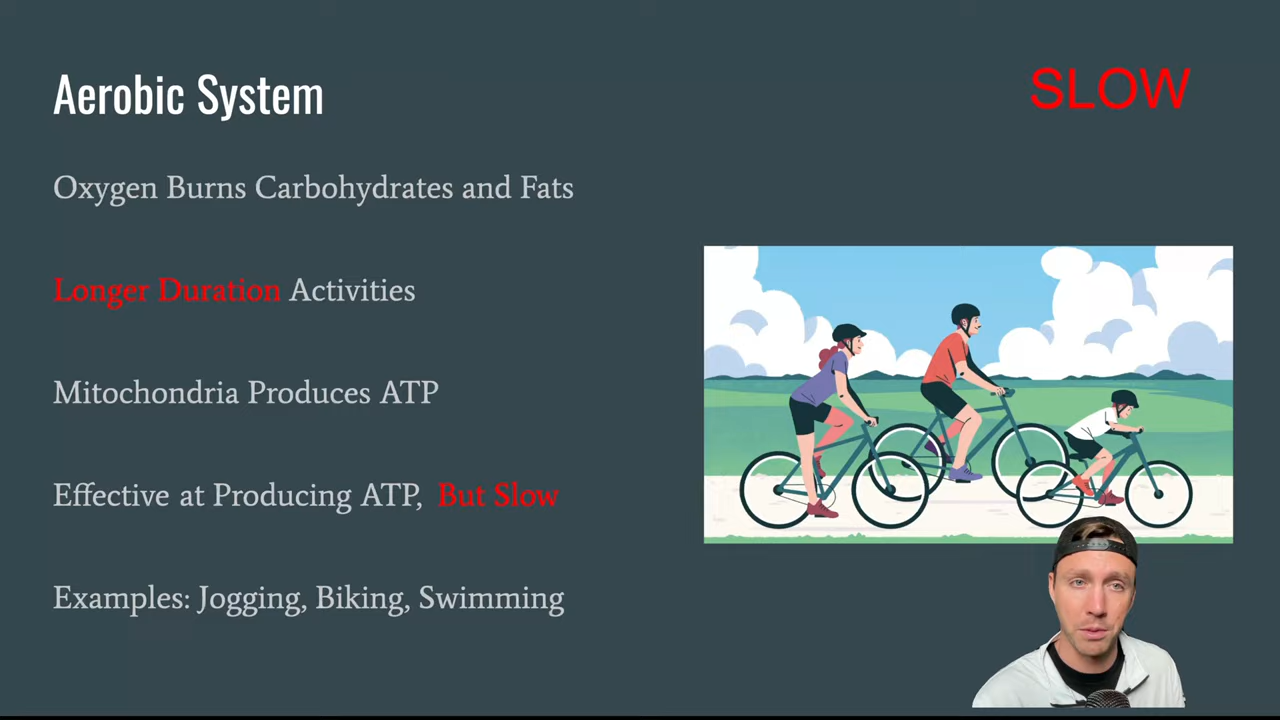 Aerobic System
SLOW
Oxygen Burns Carbohydrates and Fats
Longer Duration Activities
Mitochondria Produces ATP
Effective at Producing ATP, But Slow
Examples: Jogging, Biking, Swimming